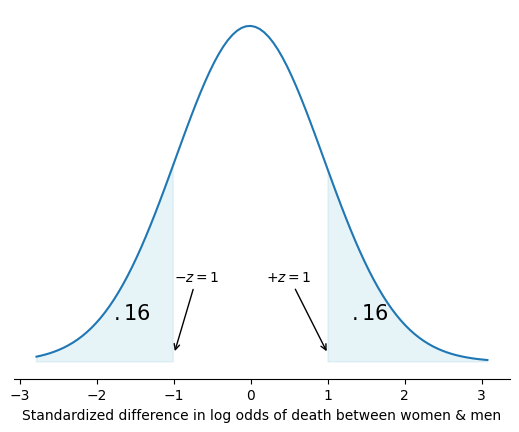 −z = 1
+z = 1
.16
.16
−3 −2 −1 0 1 2 3
Standardized difference in log odds of death between women & men